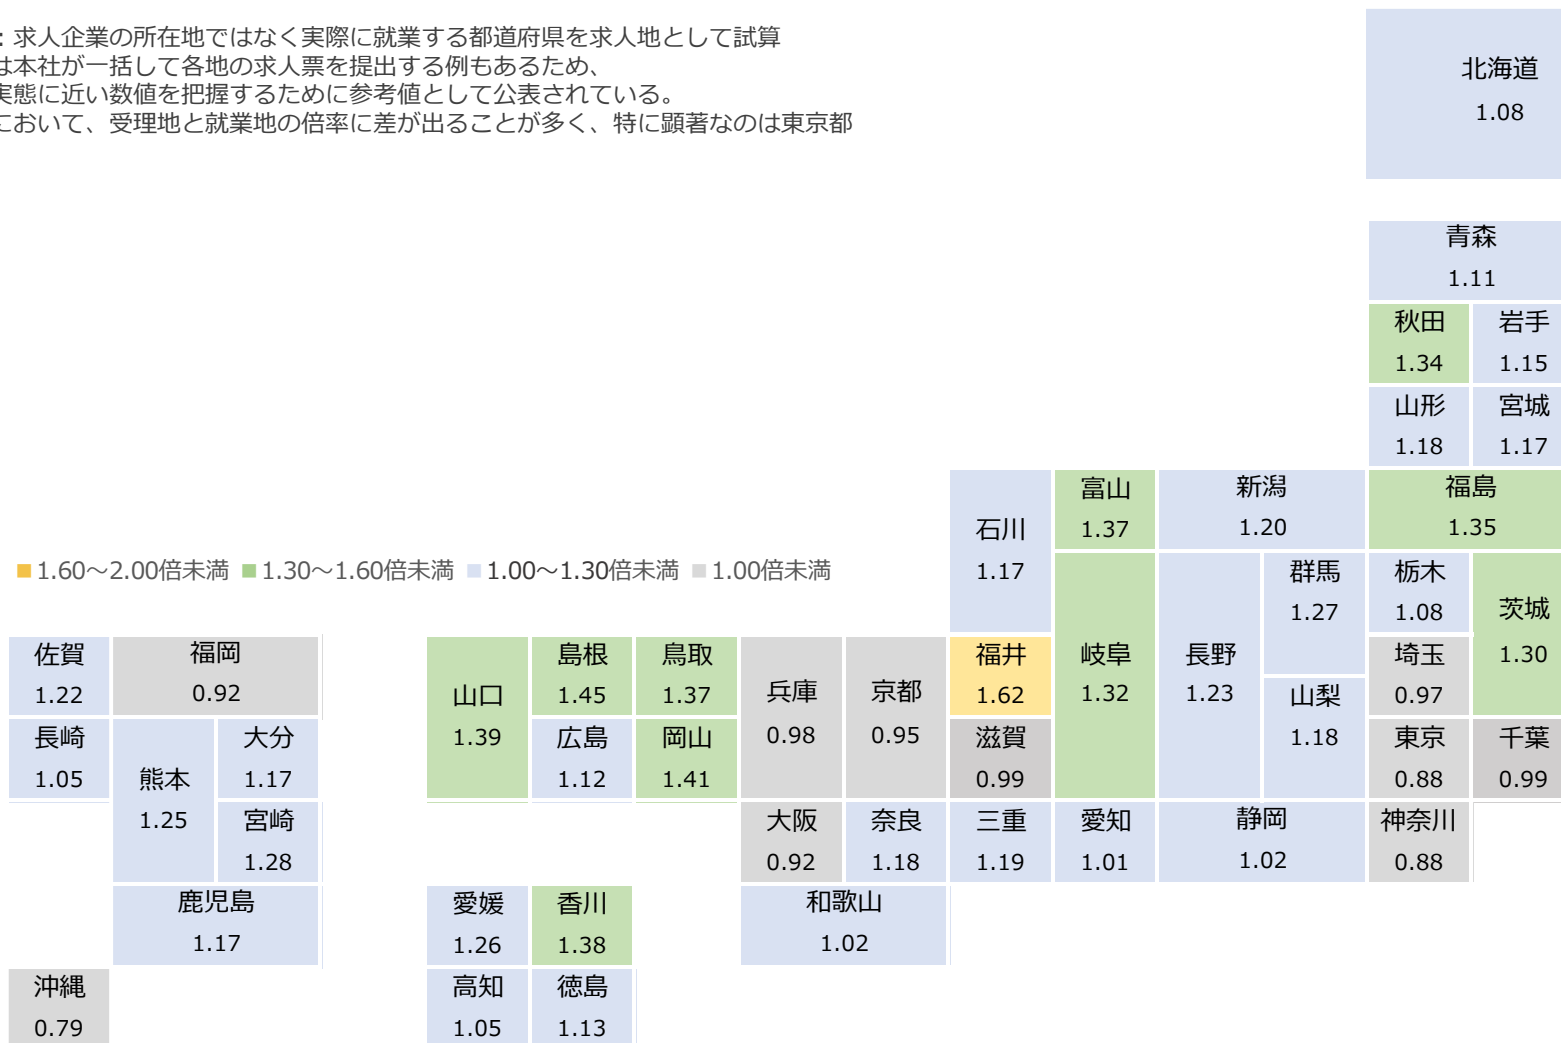 : 求人企業の所在地ではなく実際に就業する都道府県を求人地として試算
は本社が一括して各地の求人票を提出する例もあるため、
実態に近い数値を把握するために参考値として公表されている。
において、受理地と就業地の倍率に差が出ることが多く、特に顕著なのは東京都
北海道
1.08
青森
1.11
秋田 岩手
1.34 1.15
山形 宮城
1.18 1.17
石川
1.17
富山
1.37
新潟
1.20
福島
1.35
■1.60～2.00倍未満 ■1.30～1.60倍未満 ■1.00～1.30倍未満 ■1.00倍未満
群馬
1.27
栃木
1.08
茨城
1.30
佐賀
1.22
福岡
0.92
山口
1.39
島根
1.45
鳥取
1.37
兵庫
0.98
京都
0.95
福井
1.62
岐阜
1.32
長野
1.23
山梨
1.18
埼玉
0.97
長崎
1.05
熊本
1.25
大分
1.17
広島
1.12
岡山
1.41
滋賀
0.99
東京
0.88
千葉
0.99
宮崎
1.28
大阪
0.92
奈良
1.18
三重
1.19
愛知
1.01
静岡
1.02
神奈川
0.88
鹿児島
1.17
愛媛
1.26
香川
1.38
和歌山
1.02
沖縄
0.79
高知
1.05
徳島
1.13